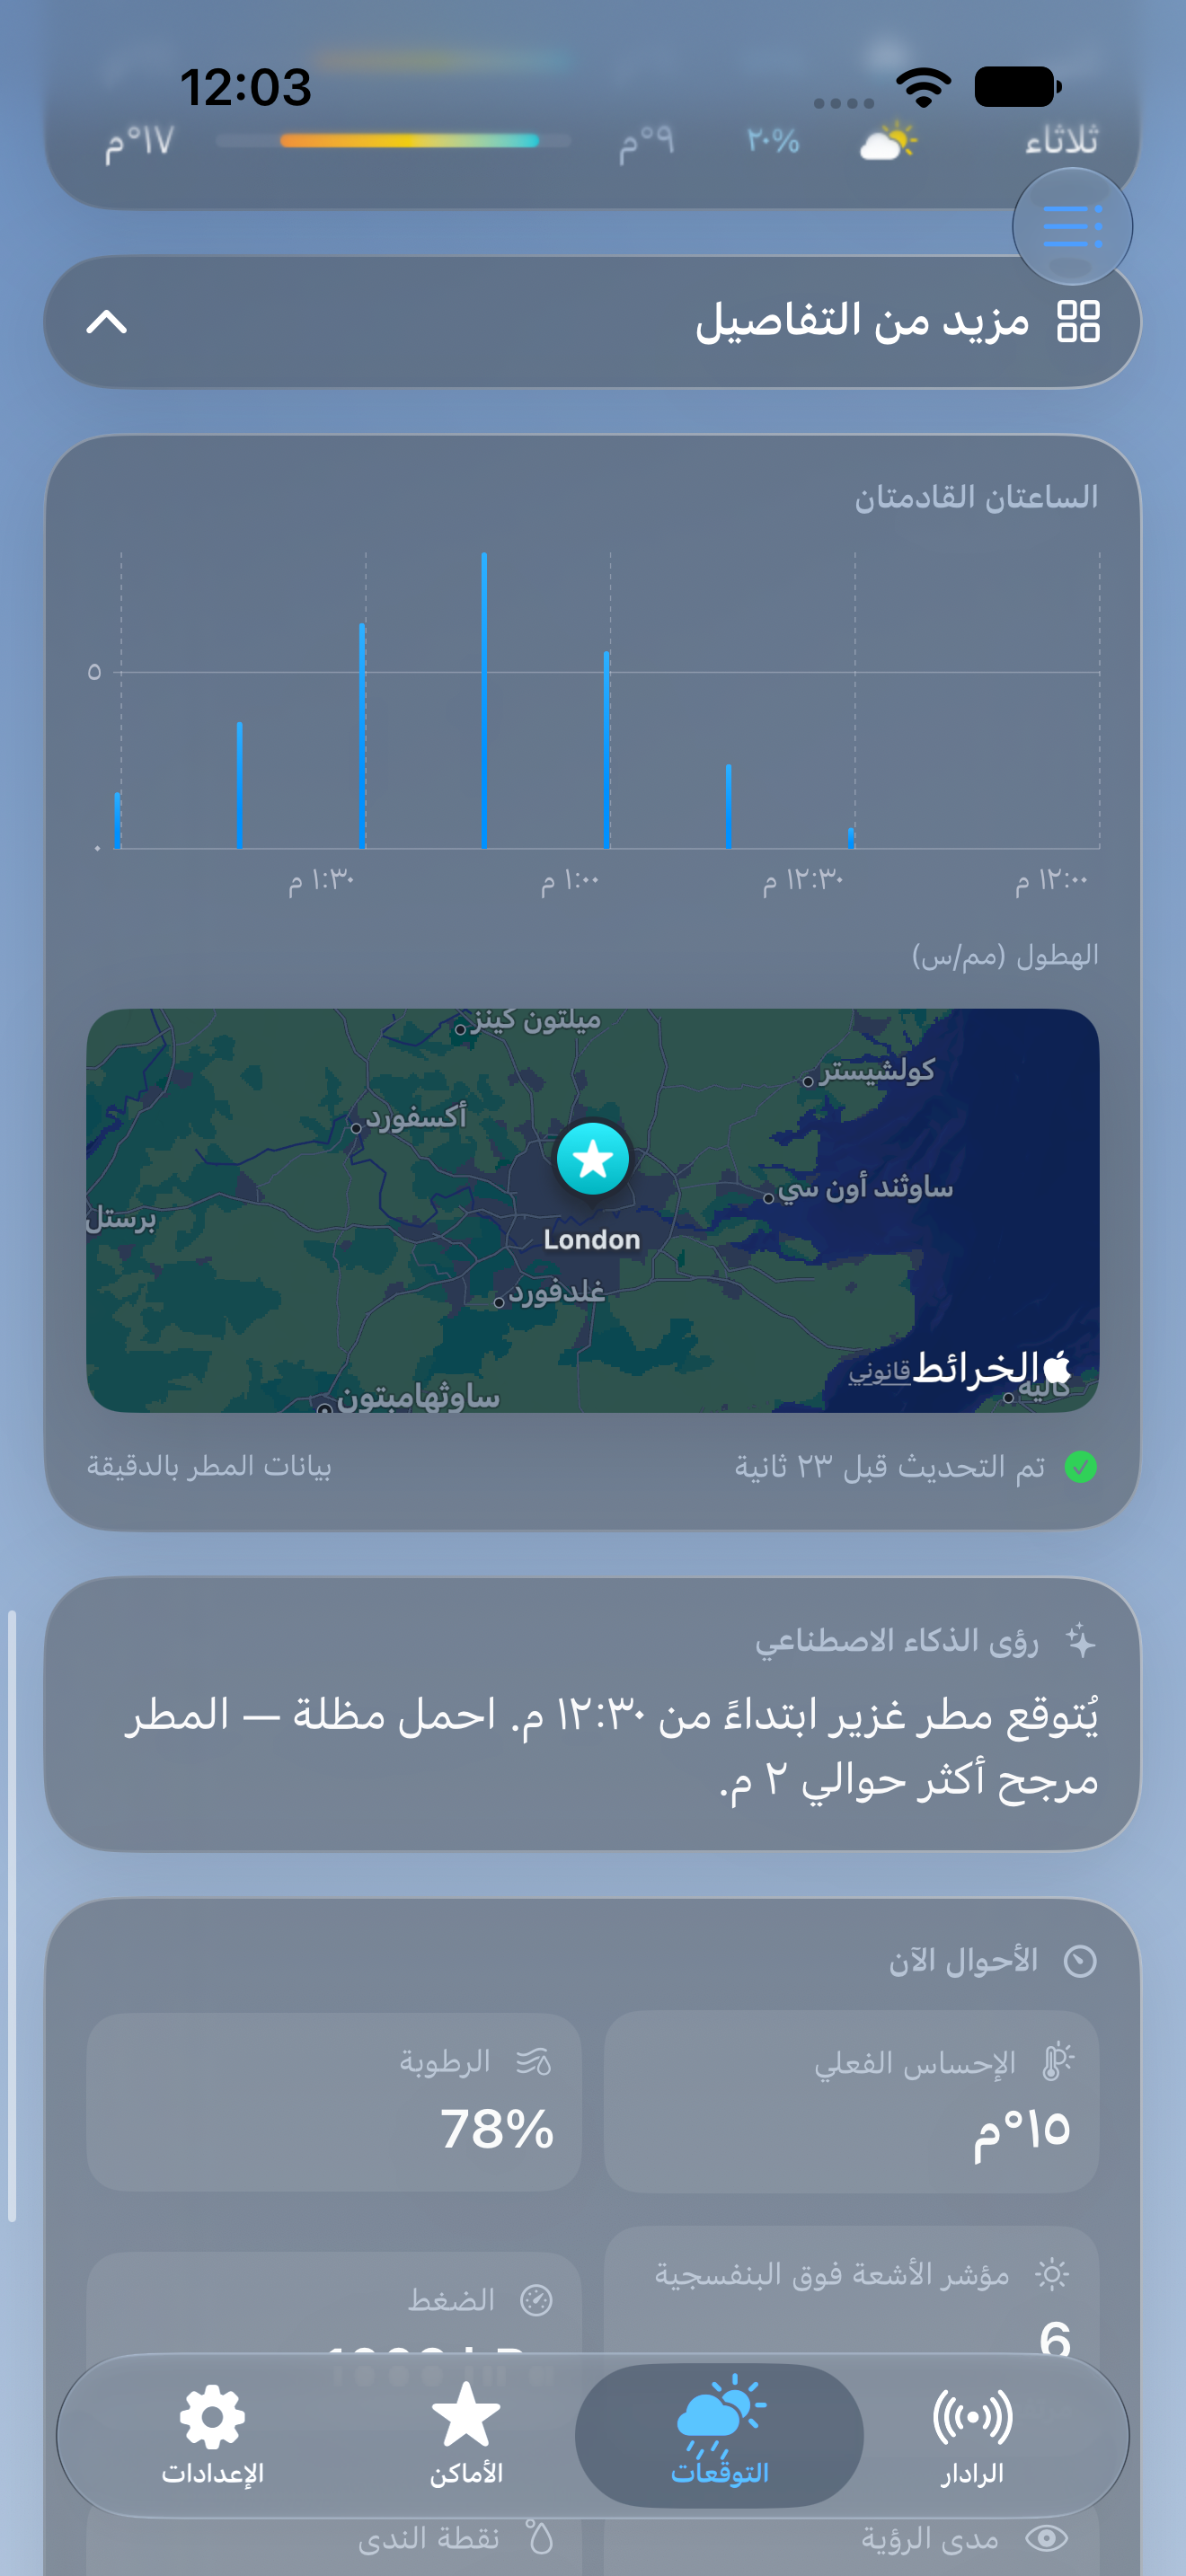 12:03
ثلاثاء ٢٠% ٩°م ١٧°م
مزيد من التفاصيل
الساعتان القادمتان
٥
٠
١٢:٠٠ م ١٢:٣٠ م ١:٠٠ م ١:٣٠ م
الهطول (مم/س)
ميلتون كينز
كولشيستر
أكسفورد
ساوثند أون سي
برستل
London
غلدفورد
الخرائط
قانوني
كاليه
ساوثهامبتون
تم التحديث قبل ٢٣ ثانية
بيانات المطر بالدقيقة
رؤى الذكاء الاصطناعي
يُتوقع مطر غزير ابتداءً من ١٢:٣٠ م. احمل مظلة — المطر
مرجح أكثر حوالي ٢ م.
الأحوال الآن
الإحساس الفعلي
١٥°م
الرطوبة
78%
مؤشر الأشعة فوق البنفسجية
6
الضغط
الرادار
التوقعات
الأماكن
الإعدادات
مدى الرؤية
نقطة الندى